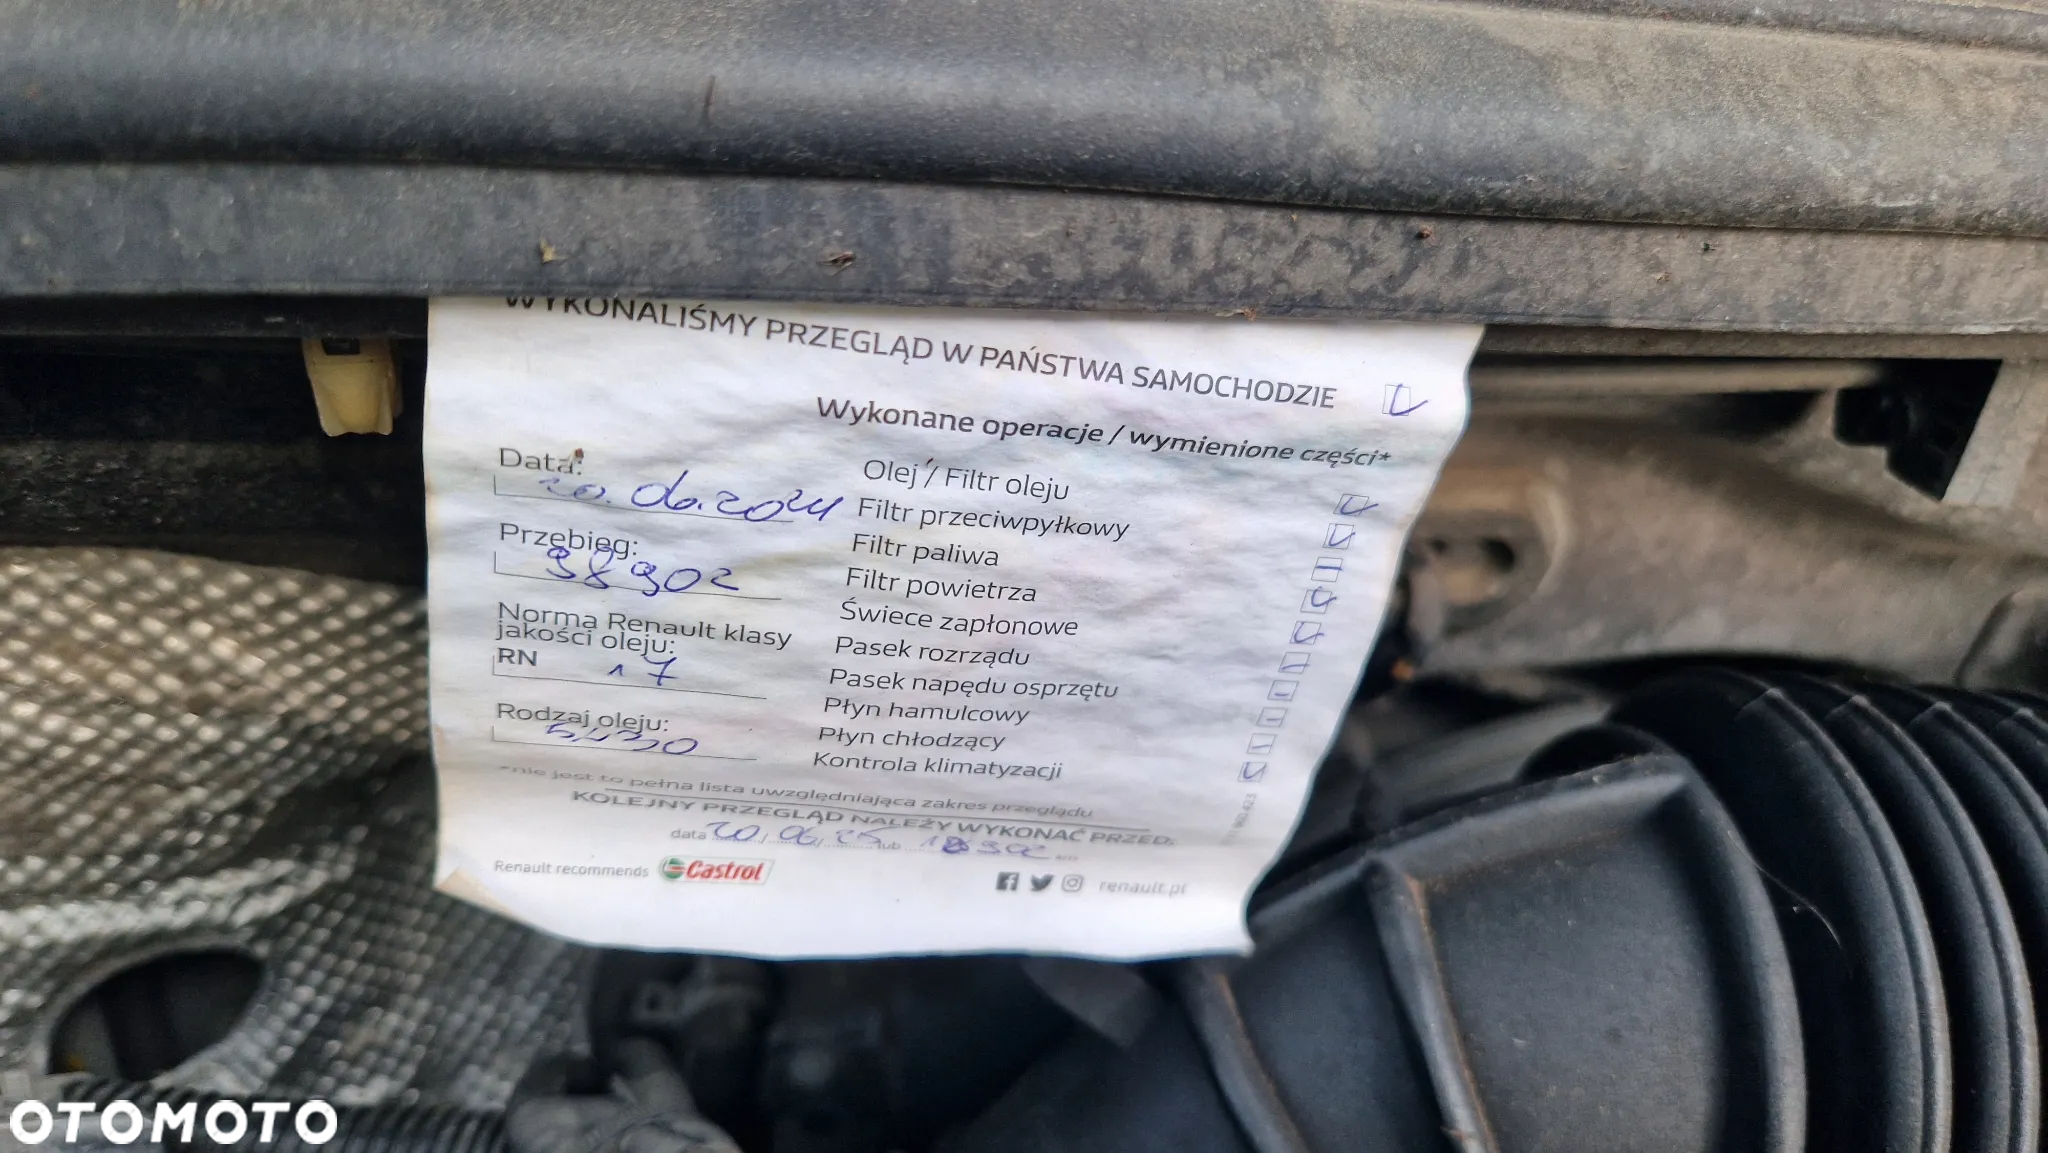 WYKONALIŚMY PRZEGLĄD W PAŃSTWA SAMOCHODZIE
Wykonane operacje / wymienione części*
Data:
20.06.2024
Przebieg:
98902
Norma Renault klasy
jakości oleju:
RN 17
Rodzaj oleju:
5W30
Olej / Filtr oleju
Filtr przeciwpyłkowy
Filtr paliwa
Filtr powietrza
Świece zapłonowe
Pasek rozrządu
Pasek napędu osprzętu
Płyn hamulcowy
Płyn chłodzący
Kontrola klimatyzacji
*nie jest to pełna lista uwzględniająca zakres przeglądu
KOLEJNY PRZEGLĄD NALEŻY WYKONAĆ PRZED:
data 20/06/25 lub
Renault recommends Castrol
renault.pl
OTOMOTO